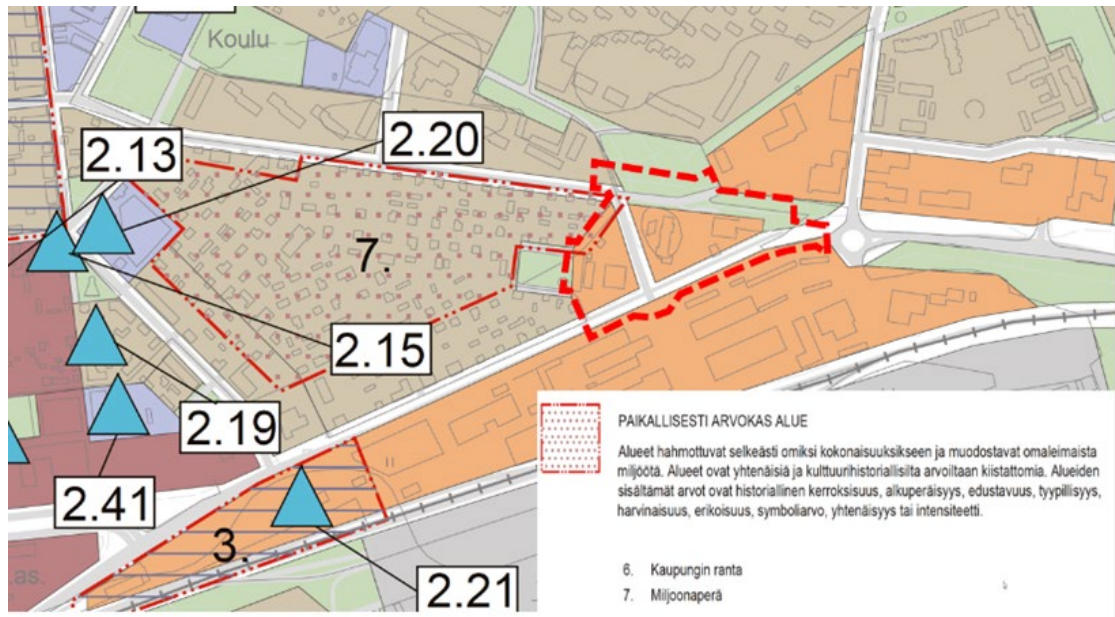 Koulu
2.13
2.20
7.
2.15
2.19
2.41
3.
2.21
as.
PAIKALLISESTI ARVOKAS ALUE
Alueet hahmottuvat selkeästi omiksi kokonaisuuksikseen ja muodostavat omaleimaista
miljöötä. Alueet ovat yhtenäisiä ja kulttuurihistoriallisilta arvoiltaan kiistattomia. Alueiden
sisältämät arvot ovat historiallinen kerroksisuus, alkuperäisyys, edustavuus, tyypillisyys,
harvinaisuus, erikoisuus, symboliarvo, yhtenäisyys tai intensiteetti.
6. Kaupungin ranta
7. Miljoonaperä